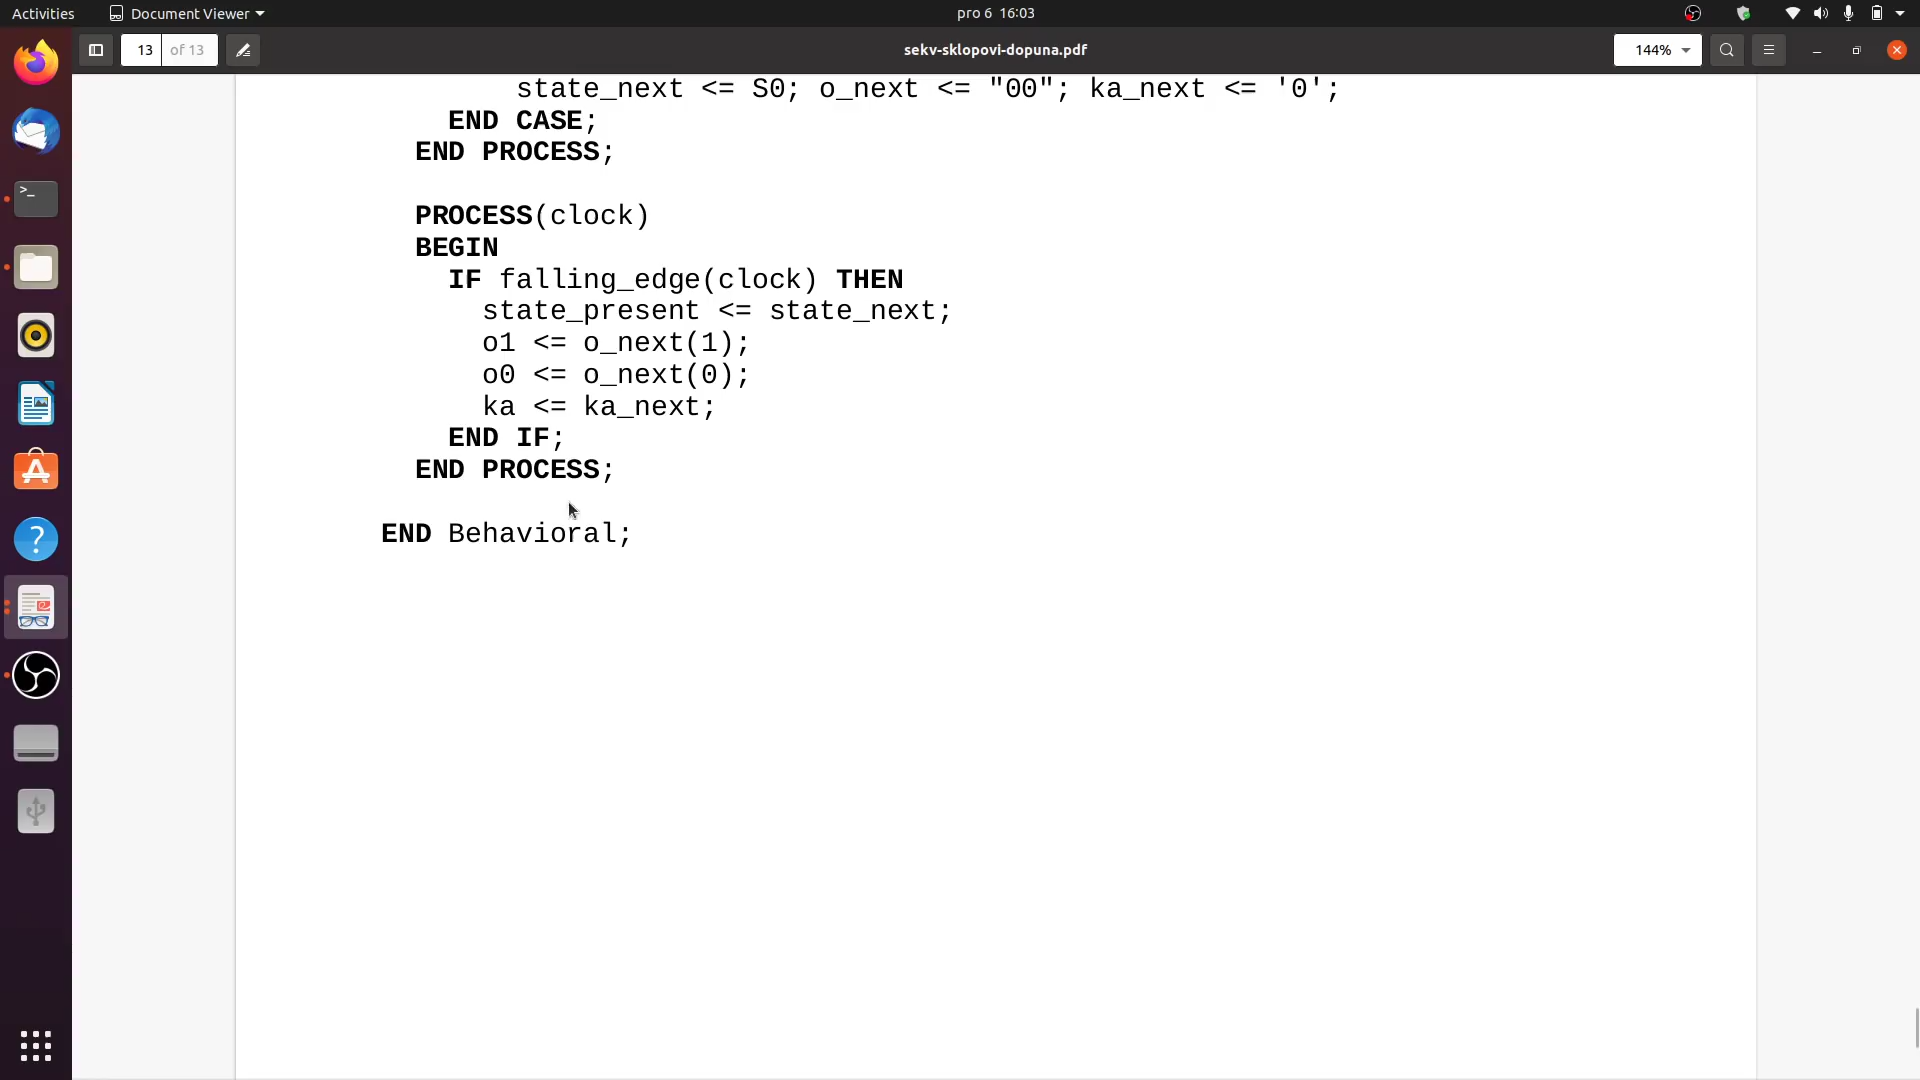 Activities
Document Viewer
pro 6 16:03
13
of 13
sekv-sklopovi-dopuna.pdf
144%
state_next <= S0; o_next <= "00"; ka_next <= '0';
END CASE;
END PROCESS;
PROCESS(clock)
BEGIN
IF falling_edge(clock) THEN
state_present <= state_next;
o1 <= o_next(1);
o0 <= o_next(0);
ka <= ka_next;
END IF;
END PROCESS;
END Behavioral;